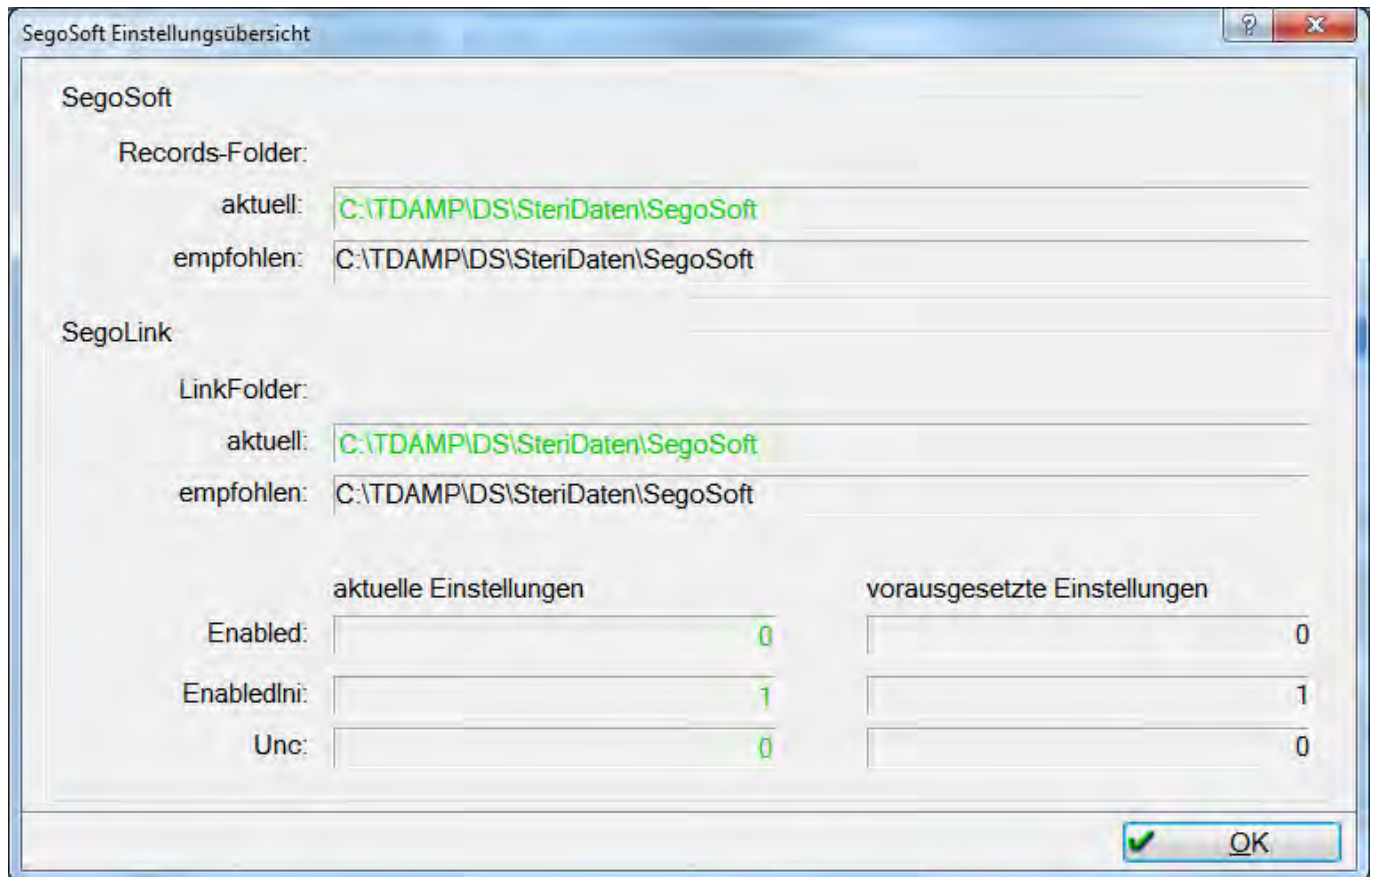 SegoSoft Einstellungsübersicht
SegoSoft
Records-Folder:
aktuell: C:\TDAMP\DS\SteriDaten\SegoSoft
empfohlen: C:\TDAMP\DS\SteriDaten\SegoSoft
SegoLink
LinkFolder:
aktuell: C:\TDAMP\DS\SteriDaten\SegoSoft
empfohlen: C:\TDAMP\DS\SteriDaten\SegoSoft
aktuelle Einstellungen vorausgesetzte Einstellungen
Enabled: 0 0
EnabledIni: 1 1
Unc: 0 0
OK